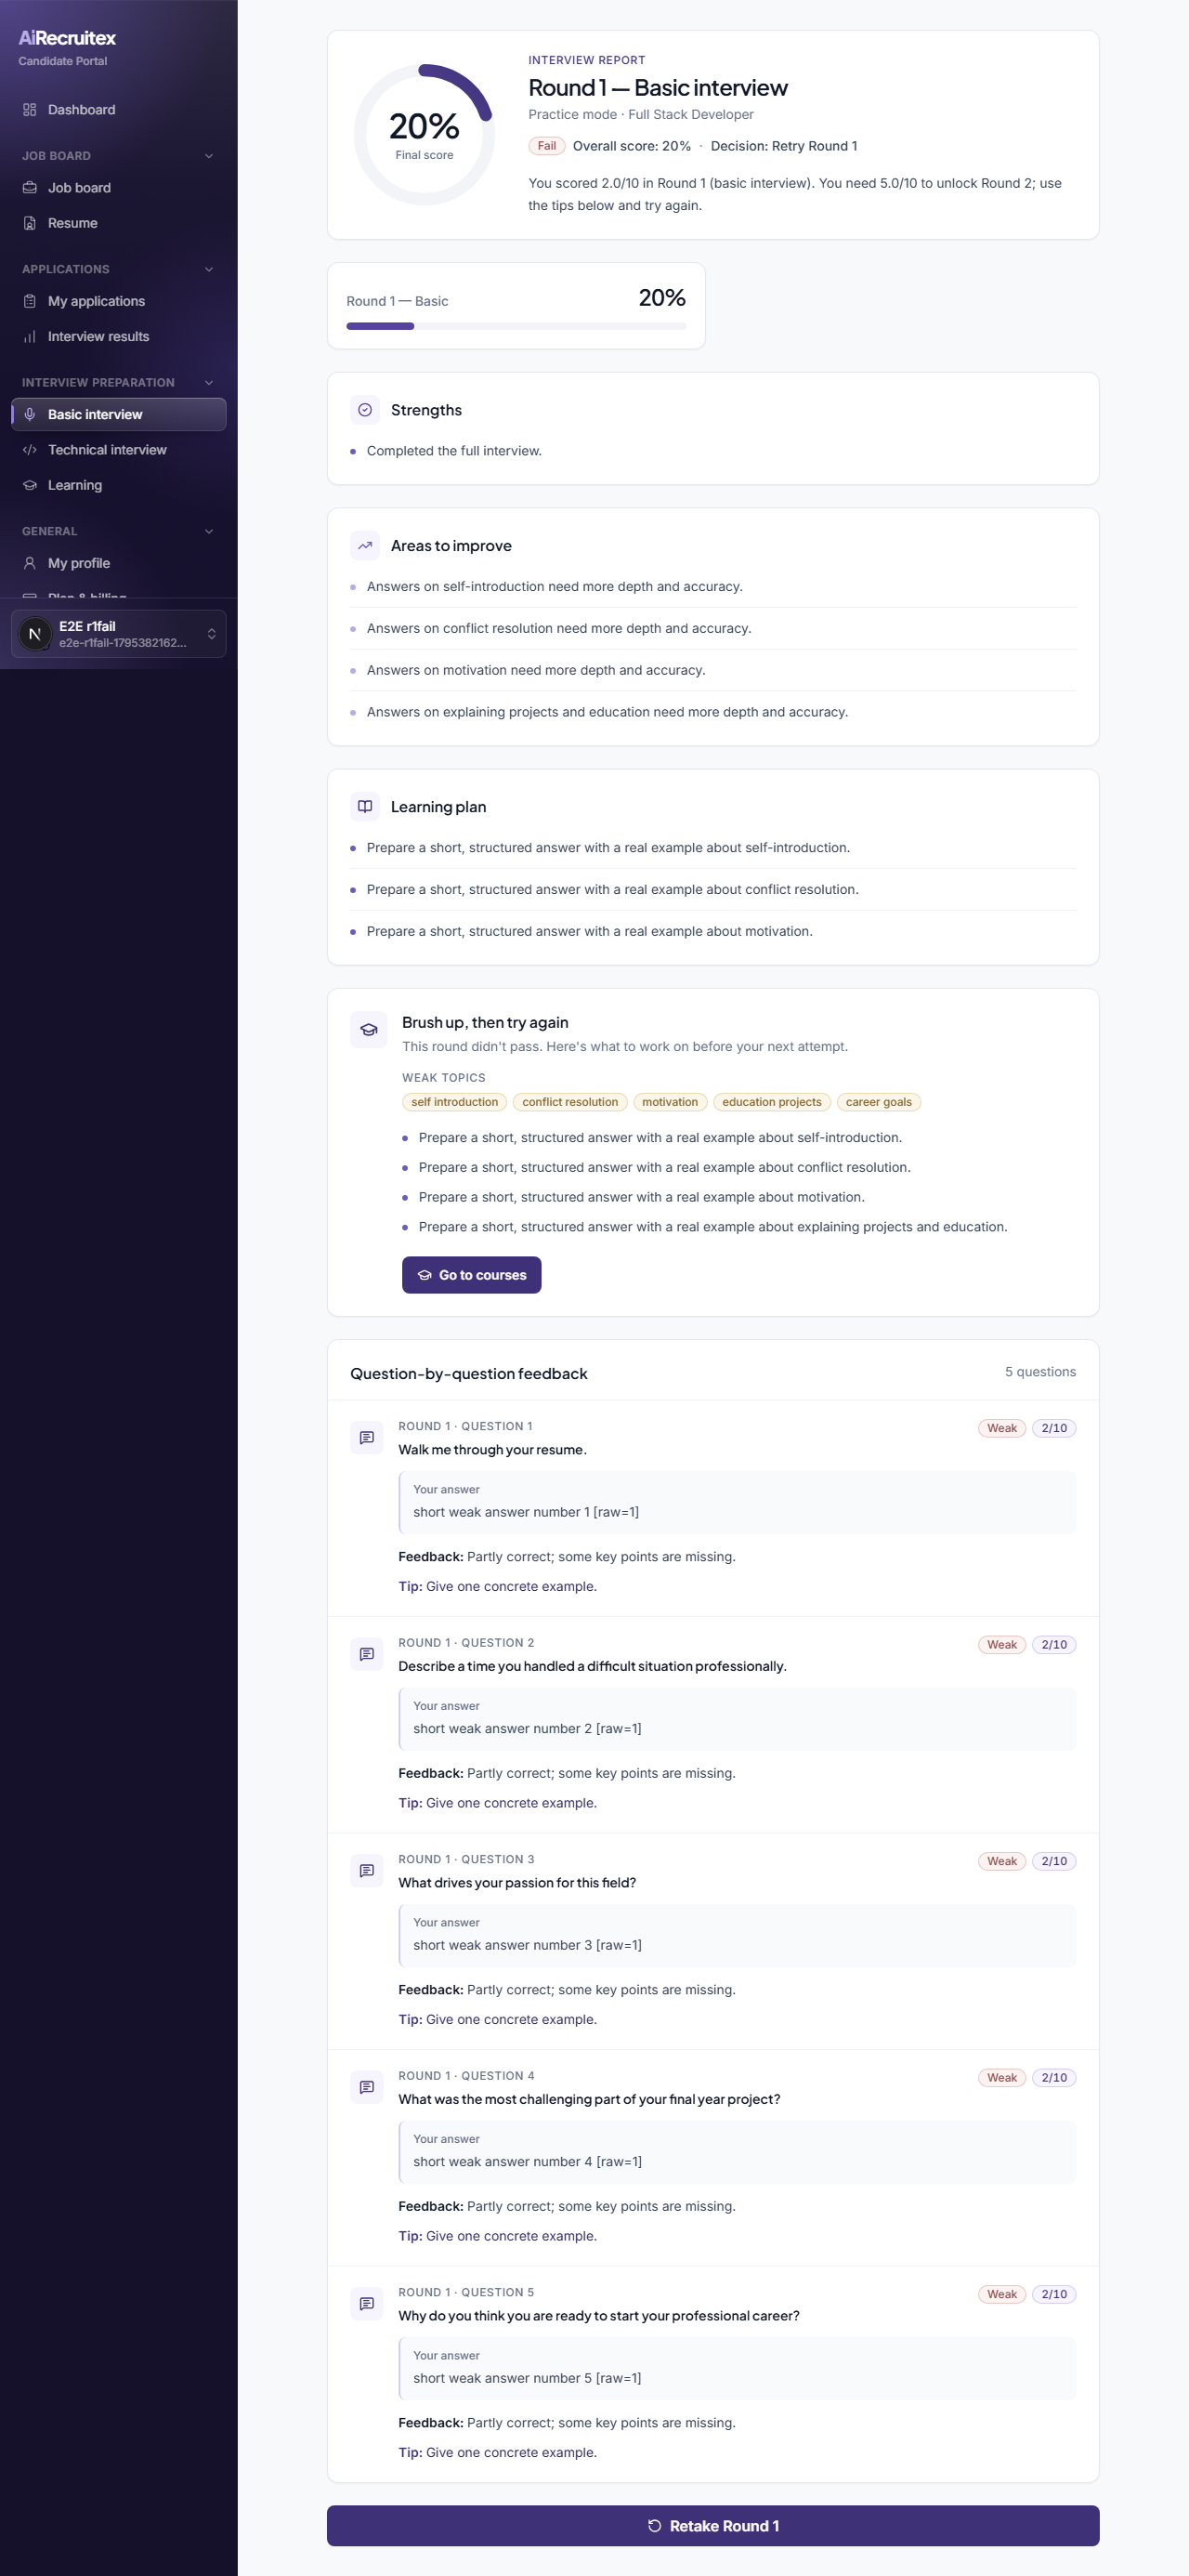 AiRecruitex
Candidate Portal
Dashboard
JOB BOARD
Job board
Resume
APPLICATIONS
My applications
Interview results
INTERVIEW PREPARATION
Basic interview
Technical interview
Learning
GENERAL
My profile
Plan & billing
N
E2E r1fail
e2e-r1fail-1795382162...
20%
Final score
INTERVIEW REPORT
Round 1 — Basic interview
Practice mode · Full Stack Developer
Fail Overall score: 20% · Decision: Retry Round 1
You scored 2.0/10 in Round 1 (basic interview). You need 5.0/10 to unlock Round 2; use
the tips below and try again.
Round 1 — Basic 20%
Strengths
Completed the full interview.
Areas to improve
Answers on self-introduction need more depth and accuracy.
Answers on conflict resolution need more depth and accuracy.
Answers on motivation need more depth and accuracy.
Answers on explaining projects and education need more depth and accuracy.
Learning plan
Prepare a short, structured answer with a real example about self-introduction.
Prepare a short, structured answer with a real example about conflict resolution.
Prepare a short, structured answer with a real example about motivation.
Brush up, then try again
This round didn't pass. Here's what to work on before your next attempt.
WEAK TOPICS
self introduction conflict resolution motivation education projects career goals
Prepare a short, structured answer with a real example about self-introduction.
Prepare a short, structured answer with a real example about conflict resolution.
Prepare a short, structured answer with a real example about motivation.
Prepare a short, structured answer with a real example about explaining projects and education.
Go to courses
Question-by-question feedback 5 questions
ROUND 1 · QUESTION 1 Weak 2/10
Walk me through your resume.
Your answer
short weak answer number 1 [raw=1]
Feedback: Partly correct; some key points are missing.
Tip: Give one concrete example.
ROUND 1 · QUESTION 2 Weak 2/10
Describe a time you handled a difficult situation professionally.
Your answer
short weak answer number 2 [raw=1]
Feedback: Partly correct; some key points are missing.
Tip: Give one concrete example.
ROUND 1 · QUESTION 3 Weak 2/10
What drives your passion for this field?
Your answer
short weak answer number 3 [raw=1]
Feedback: Partly correct; some key points are missing.
Tip: Give one concrete example.
ROUND 1 · QUESTION 4 Weak 2/10
What was the most challenging part of your final year project?
Your answer
short weak answer number 4 [raw=1]
Feedback: Partly correct; some key points are missing.
Tip: Give one concrete example.
ROUND 1 · QUESTION 5 Weak 2/10
Why do you think you are ready to start your professional career?
Your answer
short weak answer number 5 [raw=1]
Feedback: Partly correct; some key points are missing.
Tip: Give one concrete example.
Retake Round 1